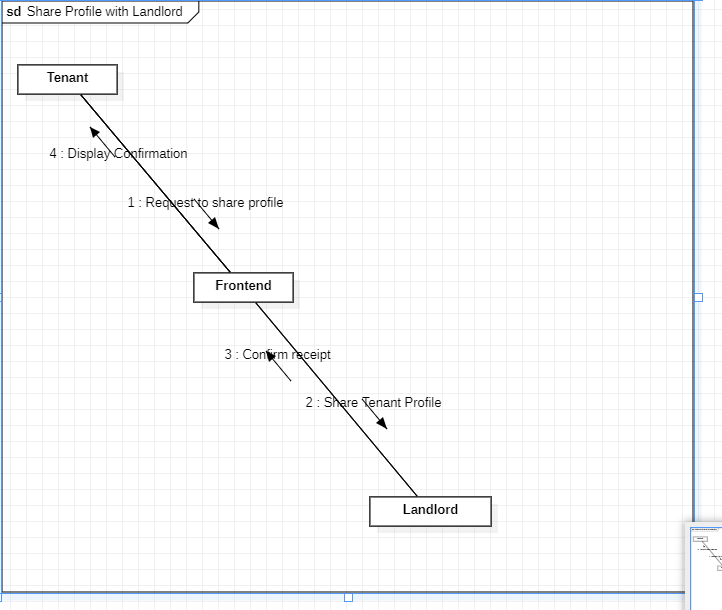 sd Share Profile with Landlord
Tenant
4 : Display Confirmation
1 : Request to share profile
Frontend
3 : Confirm receipt
2 : Share Tenant Profile
Landlord